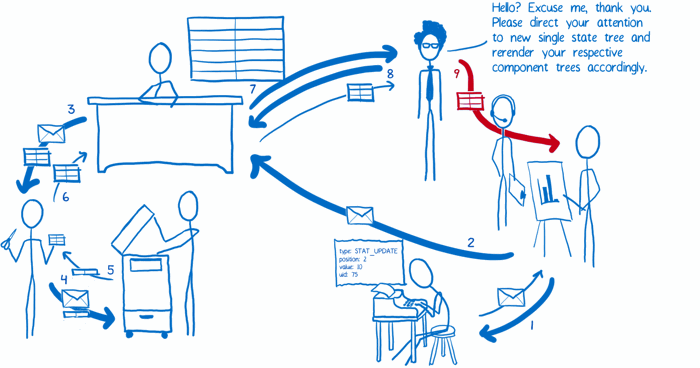 Hello? Excuse me, thank you.
Please direct your attention
to new single state tree and
rerender your respective
component trees accordingly.
7
8
9
3
6
4
5
2
type: STAT_UPDATE
position: 2
value: 10
uid: 75
1